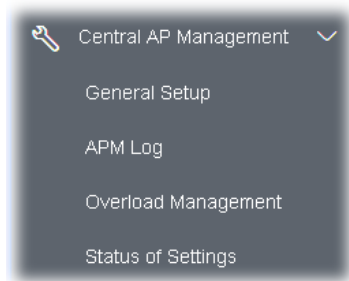 Central AP Management
General Setup
APM Log
Overload Management
Status of Settings